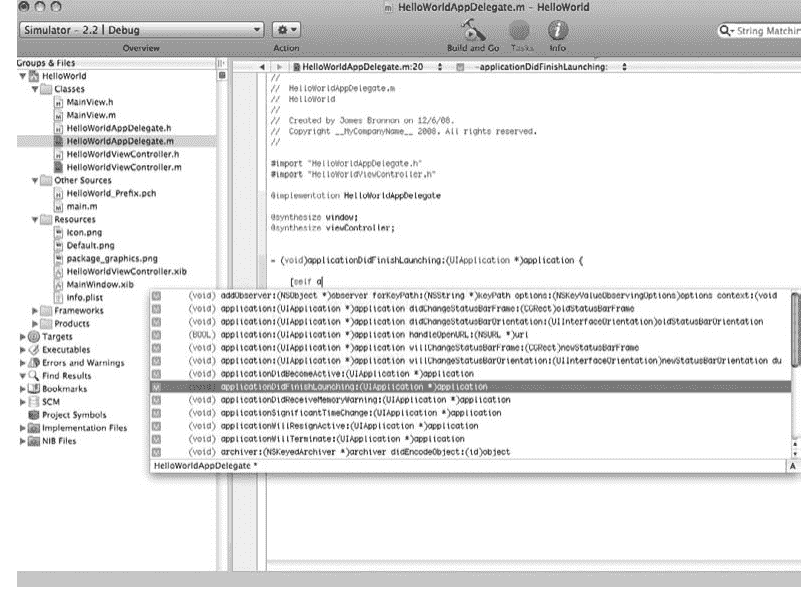 HelloWorldAppDelegate.m - HelloWorld
Simulator - 2.2 | Debug
String Matchin
Overview
Action
Build and Go
Tasks
Info
Groups & Files
HelloWorld
Classes
MainView.h
MainView.m
HelloWorldAppDelegate.h
HelloWorldAppDelegate.m
HelloWorldViewController.h
HelloWorldViewController.m
Other Sources
HelloWorld_Prefix.pch
main.m
Resources
Icon.png
Default.png
package_graphics.png
HelloWorldViewController.xib
MainWindow.xib
Info.plist
Frameworks
Products
Targets
Executables
Errors and Warnings
Find Results
Bookmarks
SCM
Project Symbols
Implementation Files
NIB Files
HelloWorldAppDelegate.m:20
-applicationDidFinishLaunching:
//
// HelloWorldAppDelegate.m
// HelloWorld
//
// Created by James Brannan on 12/6/08.
// Copyright __MyCompanyName__ 2008. All rights reserved.
//
#import "HelloWorldAppDelegate.h"
#import "HelloWorldViewController.h"
@implementation HelloWorldAppDelegate
@synthesize window;
@synthesize viewController;
- (void)applicationDidFinishLaunching:(UIApplication *)application {
[self a
(void) addObserver:(NSObject *)observer forKeyPath:(NSString *)keyPath options:(NSKeyValueObservingOptions)options context:(void
(void) application:(UIApplication *)application didChangeStatusBarFrame:(CGRect)oldStatusBarFrame
(void) application:(UIApplication *)application didChangeStatusBarOrientation:(UIInterfaceOrientation)oldStatusBarOrientation
(BOOL) application:(UIApplication *)application handleOpenURL:(NSURL *)url
(void) application:(UIApplication *)application willChangeStatusBarFrame:(CGRect)newStatusBarFrame
(void) application:(UIApplication *)application willChangeStatusBarOrientation:(UIInterfaceOrientation)newStatusBarOrientation du
(void) applicationDidBecomeActive:(UIApplication *)application
(void) applicationDidFinishLaunching:(UIApplication *)application
(void) applicationDidReceiveMemoryWarning:(UIApplication *)application
(void) applicationSignificantTimeChange:(UIApplication *)application
(void) applicationWillResignActive:(UIApplication *)application
(void) applicationWillTerminate:(UIApplication *)application
(void) archiver:(NSKeyedArchiver *)archiver didEncodeObject:(id)object
HelloWorldAppDelegate *
A